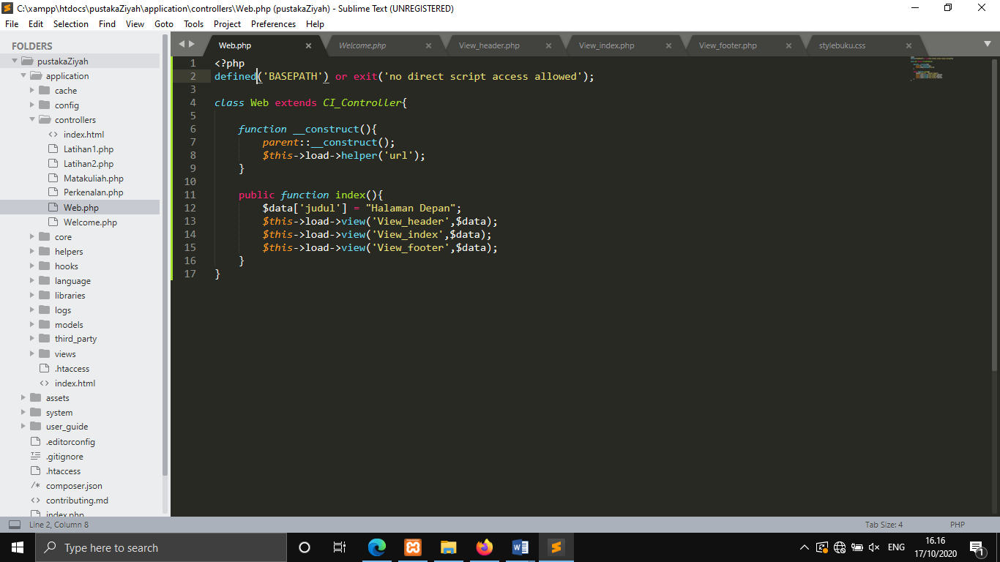 C:\xampp\htdocs\pustakaZiyah\application\controllers\Web.php (pustakaZiyah) - Sublime Text (UNREGISTERED)
File Edit Selection Find View Goto Tools Project Preferences Help
FOLDERS
pustakaZiyah
application
cache
config
controllers
index.html
Latihan1.php
Latihan2.php
Matakuliah.php
Perkenalan.php
Web.php
Welcome.php
core
helpers
hooks
language
libraries
logs
models
third_party
views
.htaccess
index.html
assets
system
user_guide
.editorconfig
.gitignore
.htaccess
composer.json
contributing.md
index.php
Web.php Welcome.php View_header.php View_index.php View_footer.php stylebuku.css
1 <?php
2 defined('BASEPATH') or exit('no direct script access allowed');
3
4 class Web extends CI_Controller{
5
6 function __construct(){
7 parent::__construct();
8 $this->load->helper('url');
9 }
10
11 public function index(){
12 $data['judul'] = "Halaman Depan";
13 $this->load->view('View_header',$data);
14 $this->load->view('View_index',$data);
15 $this->load->view('View_footer',$data);
16 }
17 }
Line 2, Column 8 Tab Size: 4 PHP
Type here to search
ENG
16.16
17/10/2020
1